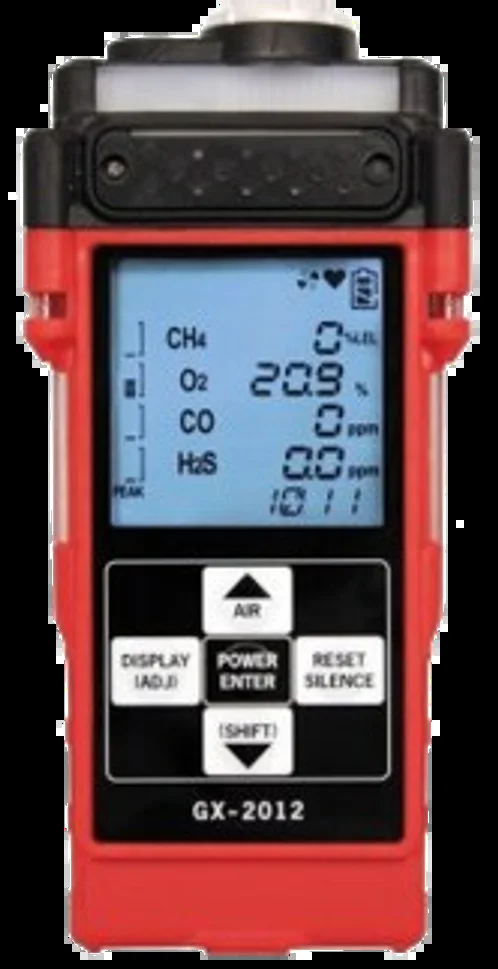 CH4 0 %LEL
O2 20.9 %
CO 0 ppm
H2S 0.0 ppm
PEAK 10 11
AIR
DISPLAY (ADJ)
POWER ENTER
RESET SILENCE
(SHIFT)
GX-2012